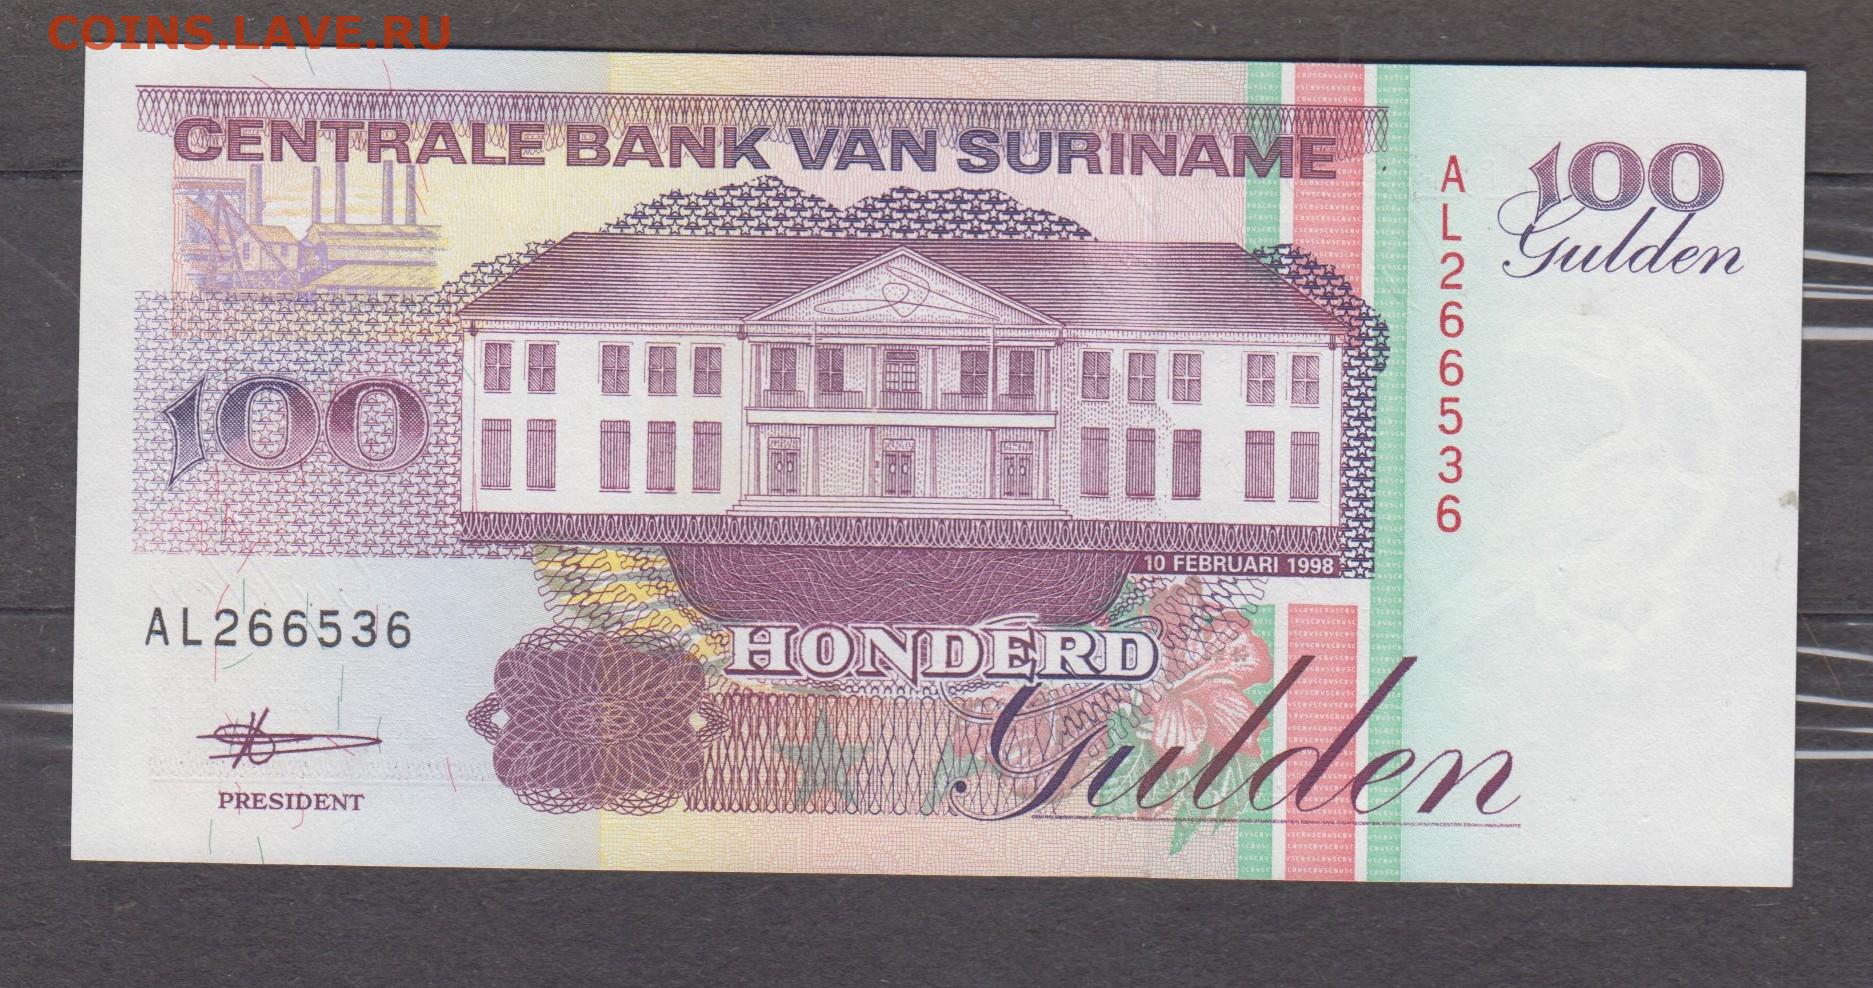 COINS.LAVE.RU
CENTRALE BANK VAN SURINAME
100
Gulden
AL266536
100
10 FEBRUARI 1998
AL266536
HONDERD
Gulden
PRESIDENT